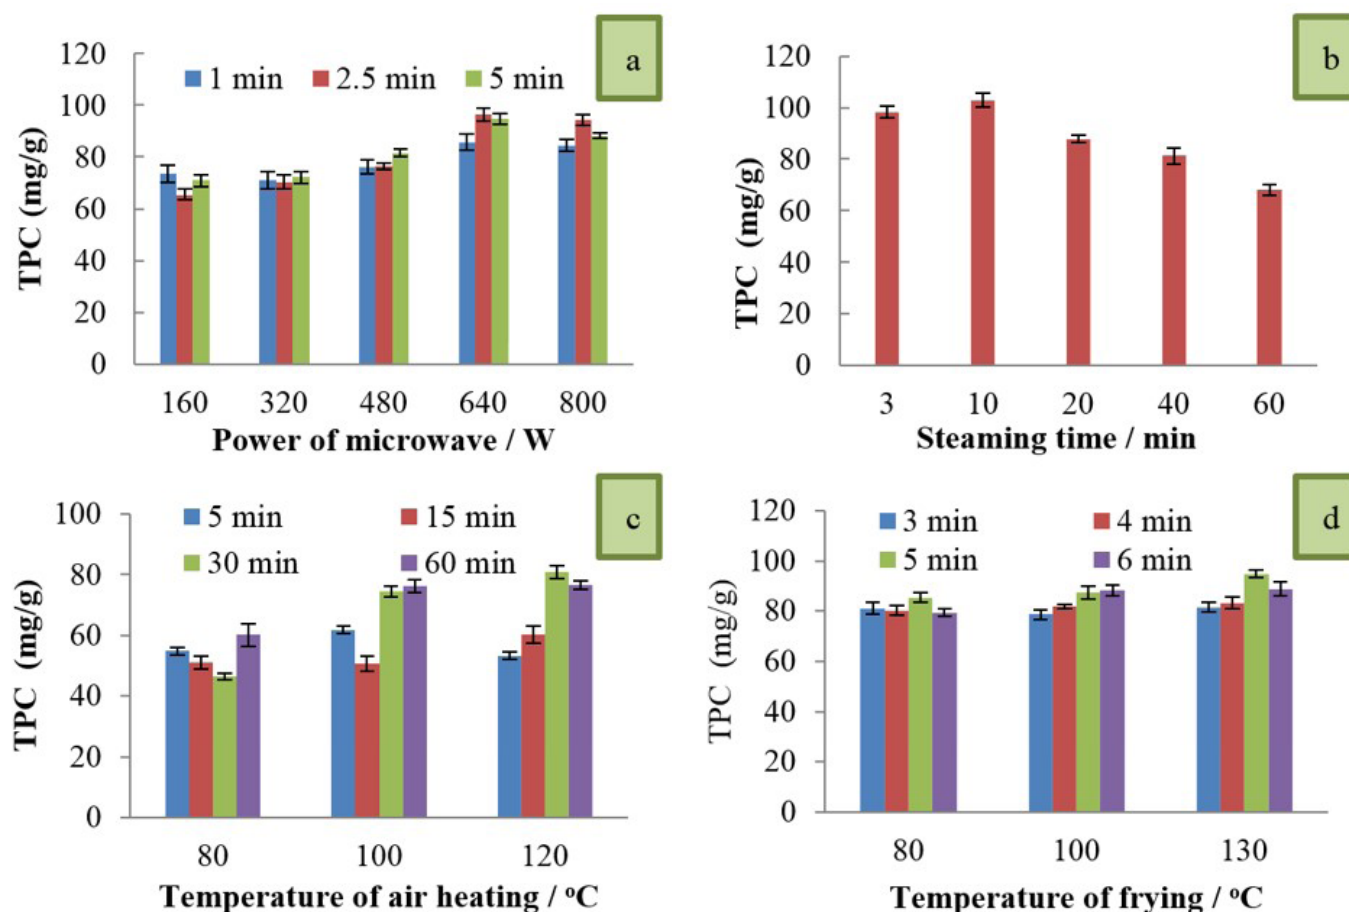 a
120
100
80
60
40
20
0
TPC (mg/g)
1 min 2.5 min 5 min
160 320 480 640 800
Power of microwave / W
b
120
100
80
60
40
20
0
TPC (mg/g)
3 10 20 40 60
Steaming time / min
c
100
80
60
40
20
0
TPC (mg/g)
5 min 15 min
30 min 60 min
80 100 120
Temperature of air heating / °C
d
120
100
80
60
40
20
0
TPC (mg/g)
3 min 4 min
5 min 6 min
80 100 130
Temperature of frying / °C